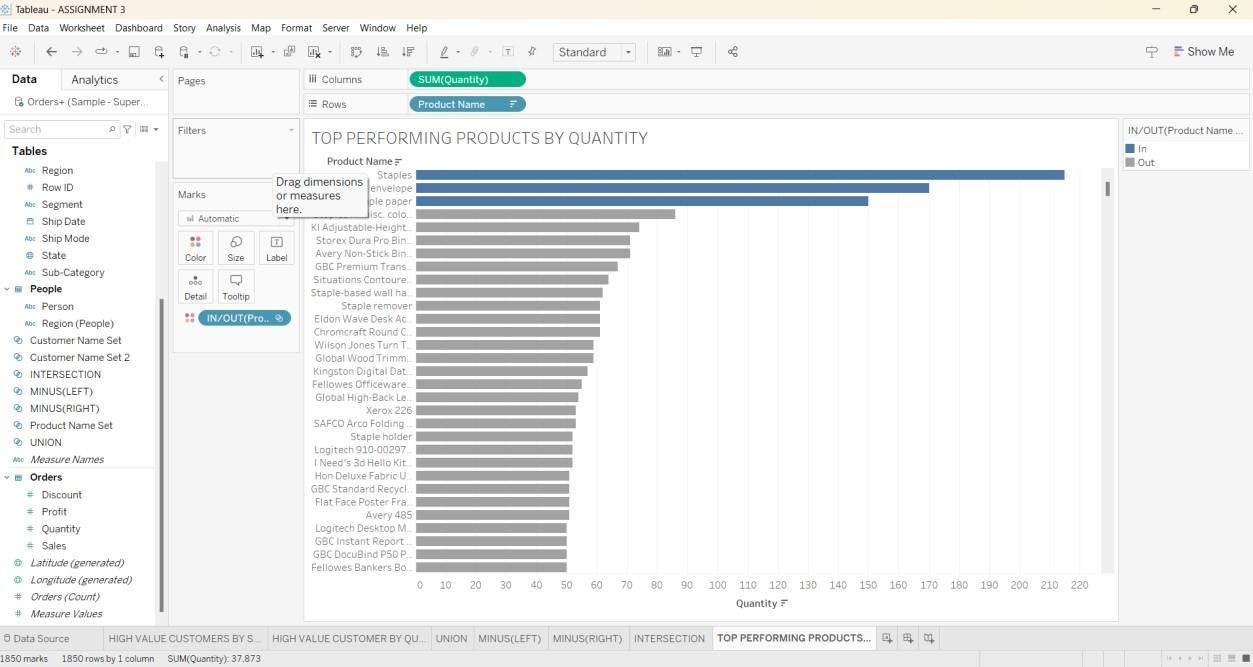 Tableau - ASSIGNMENT 3
File Data Worksheet Dashboard Story Analysis Map Format Server Window Help
Standard
Show Me
Data Analytics
Pages
Columns SUM(Quantity)
Orders+ (Sample - Super...
Rows Product Name
Search
Filters
Tables
Abc Region
# Row ID
Abc Segment
Ship Date
Abc Ship Mode
State
Abc Sub-Category
People
Abc Person
Abc Region (People)
Customer Name Set
Customer Name Set 2
INTERSECTION
MINUS(LEFT)
MINUS(RIGHT)
Product Name Set
UNION
Abc Measure Names
Orders
# Discount
# Profit
# Quantity
# Sales
Latitude (generated)
Longitude (generated)
# Orders (Count)
# Measure Values
Marks
Automatic
Color Size Label
Detail Tooltip
IN/OUT(Pro..
Drag dimensions
or measures
here.
TOP PERFORMING PRODUCTS BY QUANTITY
Product Name
Staples
envelope
ple paper
isc. colo..
KI Adjustable-Height..
Storex Dura Pro Bin..
Avery Non-Stick Bin..
GBC Premium Trans..
Situations Contoure..
Staple-based wall ha..
Staple remover
Eldon Wave Desk Ac..
Chromcraft Round C..
Wilson Jones Turn T..
Global Wood Trimm..
Kingston Digital Dat..
Fellowes Officeware..
Global High-Back Le..
Xerox 226
SAFCO Arco Folding ..
Staple holder
Logitech 910-00297..
I Need's 3d Hello Kit..
Hon Deluxe Fabric U..
GBC Standard Recycl..
Flat Face Poster Fra..
Avery 485
Logitech Desktop M..
GBC Instant Report ..
GBC DocuBind P50 P..
Fellowes Bankers Bo..
0 10 20 30 40 50 60 70 80 90 100 110 120 130 140 150 160 170 180 190 200 210 220
Quantity
IN/OUT(Product Name ...
In
Out
Data Source HIGH VALUE CUSTOMERS BY S... HIGH VALUE CUSTOMER BY QU... UNION MINUS(LEFT) MINUS(RIGHT) INTERSECTION TOP PERFORMING PRODUCTS...
1850 marks 1850 rows by 1 column SUM(Quantity): 37.873